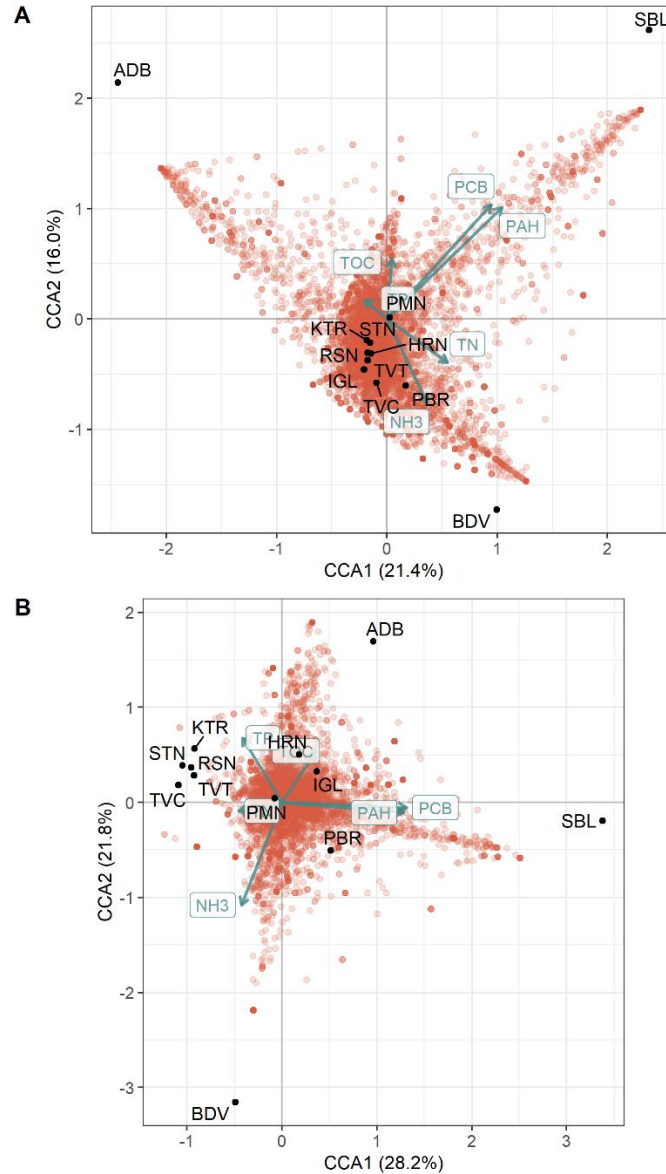 A
SBL
ADB
2
PCB
PAH
1
TOC
CCA2 (16.0%)
TP
PMN
0
KTR STN
HRN
TN
RSN
TVT
IGL
TVC
PBR
NH3
-1
BDV
-2 -1 0 1 2
CCA1 (21.4%)
B
2
ADB
KTR
TP
HRN
TOC
1
STN
RSN
IGL
TVC
TVT
PMN
PAH
PCB
0
SBL
PBR
CCA2 (21.8%)
NH3
-1
-2
-3
BDV
-1 0 1 2 3
CCA1 (28.2%)